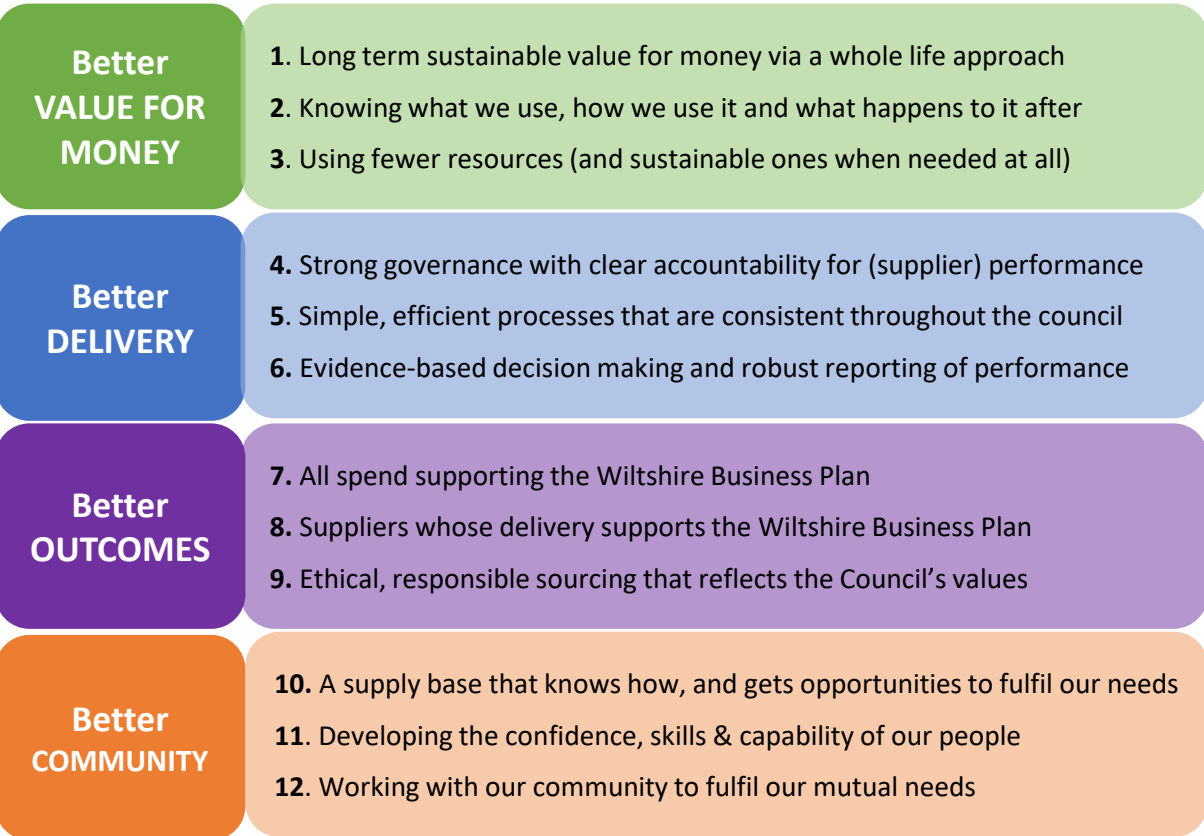 Better
VALUE FOR
MONEY
1. Long term sustainable value for money via a whole life approach
2. Knowing what we use, how we use it and what happens to it after
3. Using fewer resources (and sustainable ones when needed at all)
Better
DELIVERY
4. Strong governance with clear accountability for (supplier) performance
5. Simple, efficient processes that are consistent throughout the council
6. Evidence-based decision making and robust reporting of performance
Better
OUTCOMES
7. All spend supporting the Wiltshire Business Plan
8. Suppliers whose delivery supports the Wiltshire Business Plan
9. Ethical, responsible sourcing that reflects the Council’s values
Better
COMMUNITY
10. A supply base that knows how, and gets opportunities to fulfil our needs
11. Developing the confidence, skills & capability of our people
12. Working with our community to fulfil our mutual needs